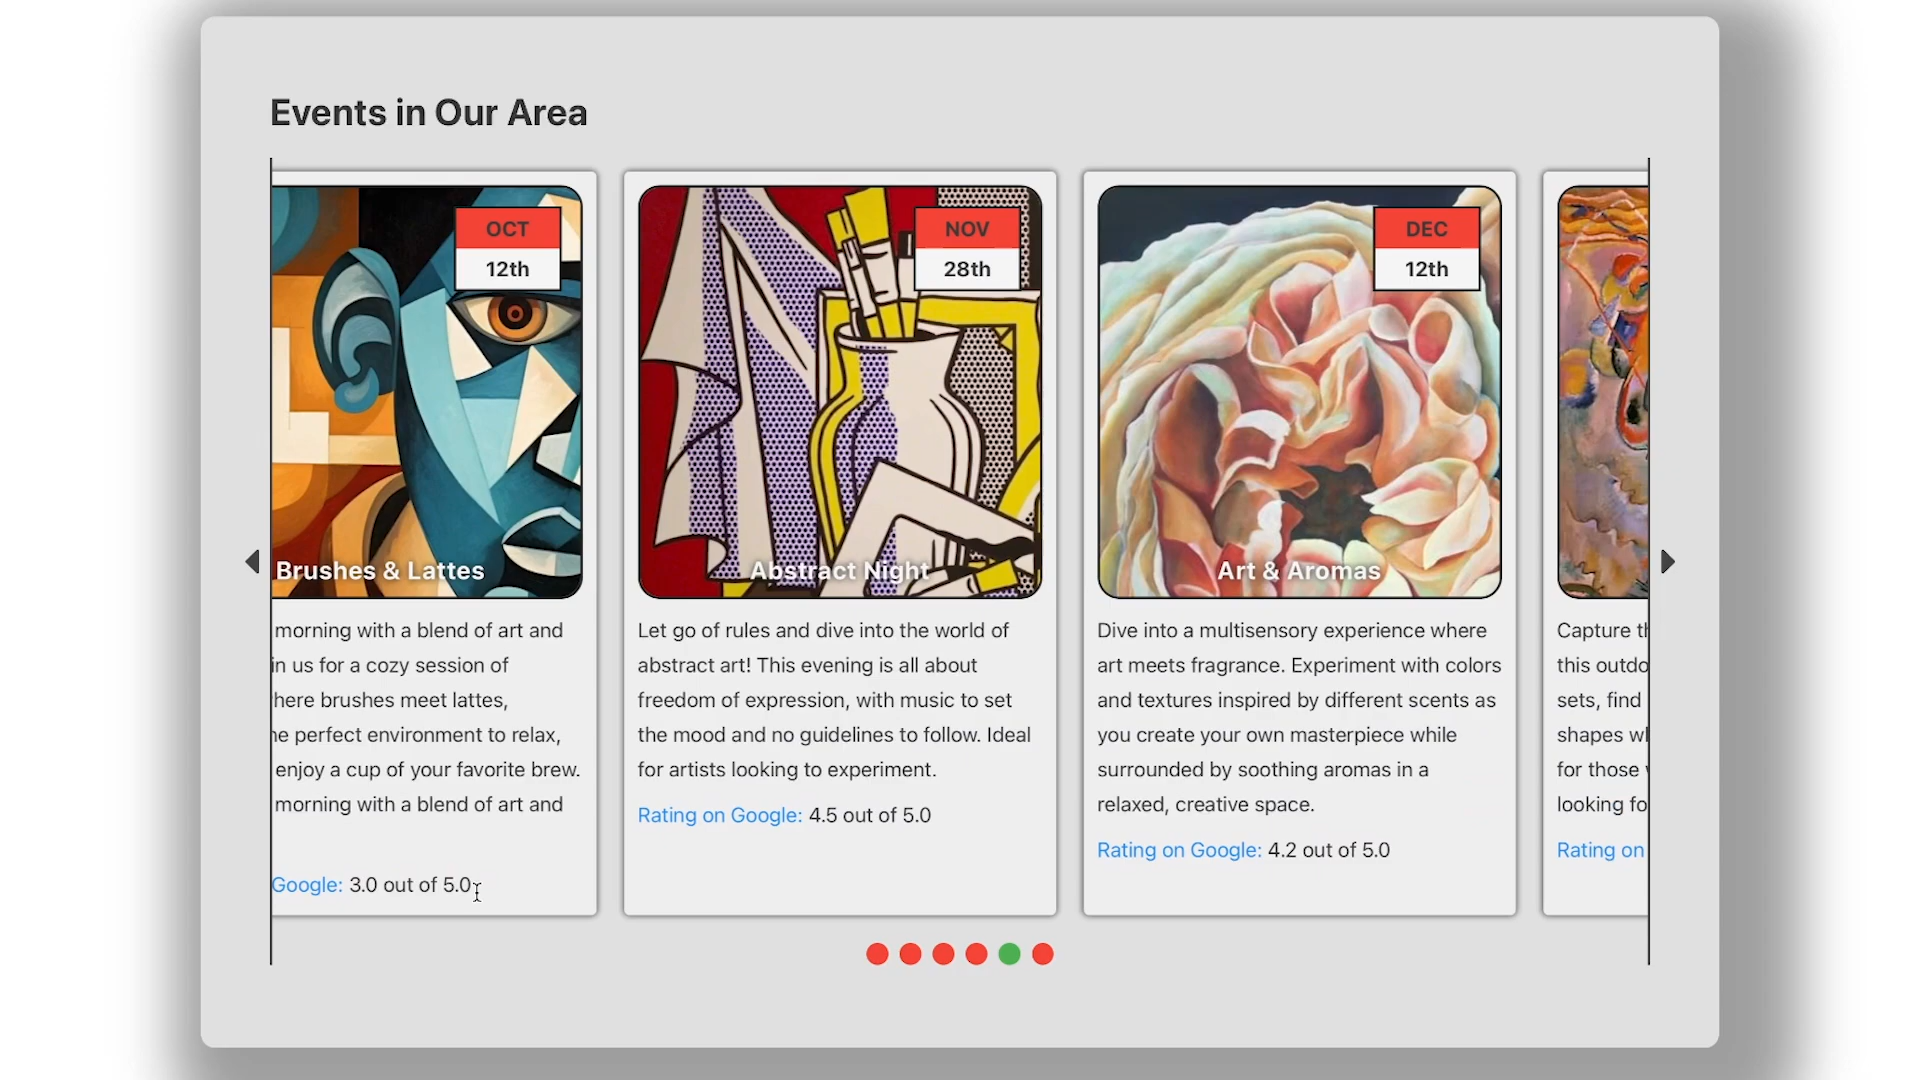 Events in Our Area
OCT
12th
Brushes & Lattes
morning with a blend of art and
in us for a cozy session of
here brushes meet lattes,
perfect environment to relax,
enjoy a cup of your favorite brew.
morning with a blend of art and
Google: 3.0 out of 5.0
NOV
28th
Abstract Night
Let go of rules and dive into the world of
abstract art! This evening is all about
freedom of expression, with music to set
the mood and no guidelines to follow. Ideal
for artists looking to experiment.
Rating on Google: 4.5 out of 5.0
DEC
12th
Art & Aromas
Dive into a multisensory experience where
art meets fragrance. Experiment with colors
and textures inspired by different scents as
you create your own masterpiece while
surrounded by soothing aromas in a
relaxed, creative space.
Rating on Google: 4.2 out of 5.0
Capture
this outdo
sets, find
shapes
for those
looking fo
Rating on